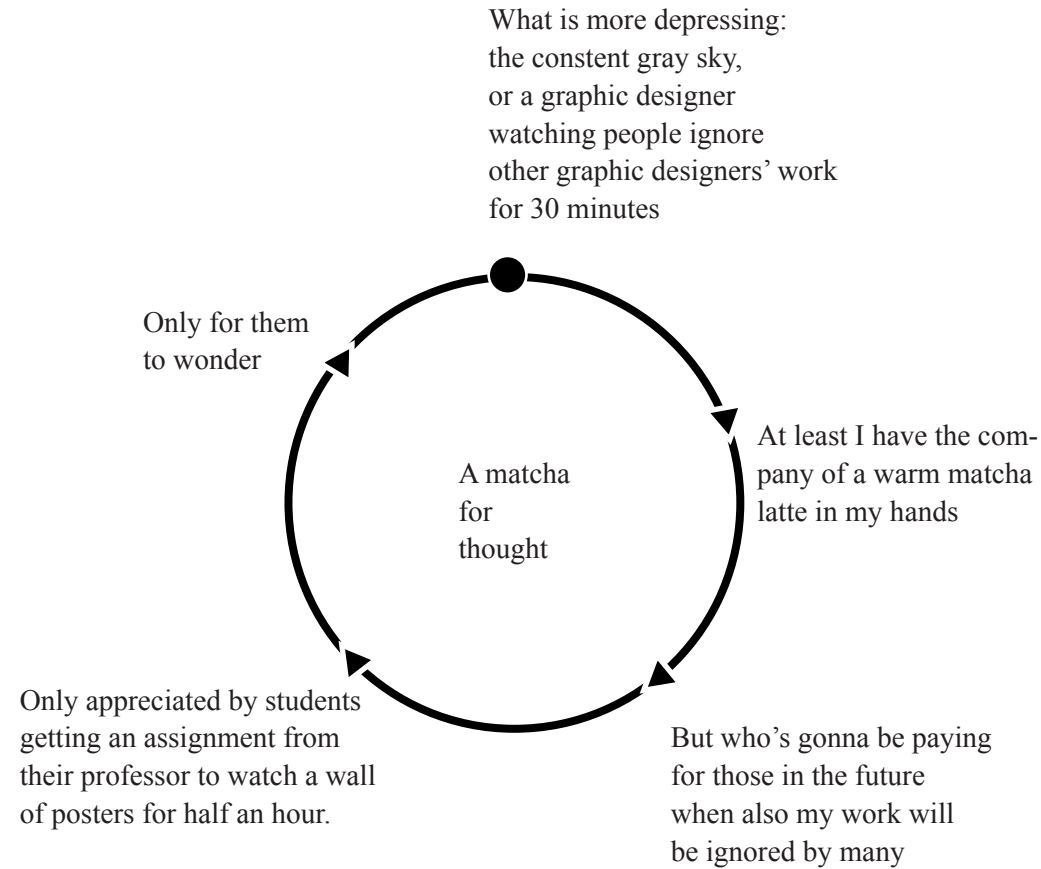 What is more depressing:
the constent gray sky,
or a graphic designer
watching people ignore
other graphic designers’ work
for 30 minutes
At least I have the com-
pany of a warm matcha
latte in my hands
But who’s gonna be paying
for those in the future
when also my work will
be ignored by many
Only appreciated by students
getting an assignment from
their professor to watch a wall
of posters for half an hour.
Only for them
to wonder
A matcha
for
thought